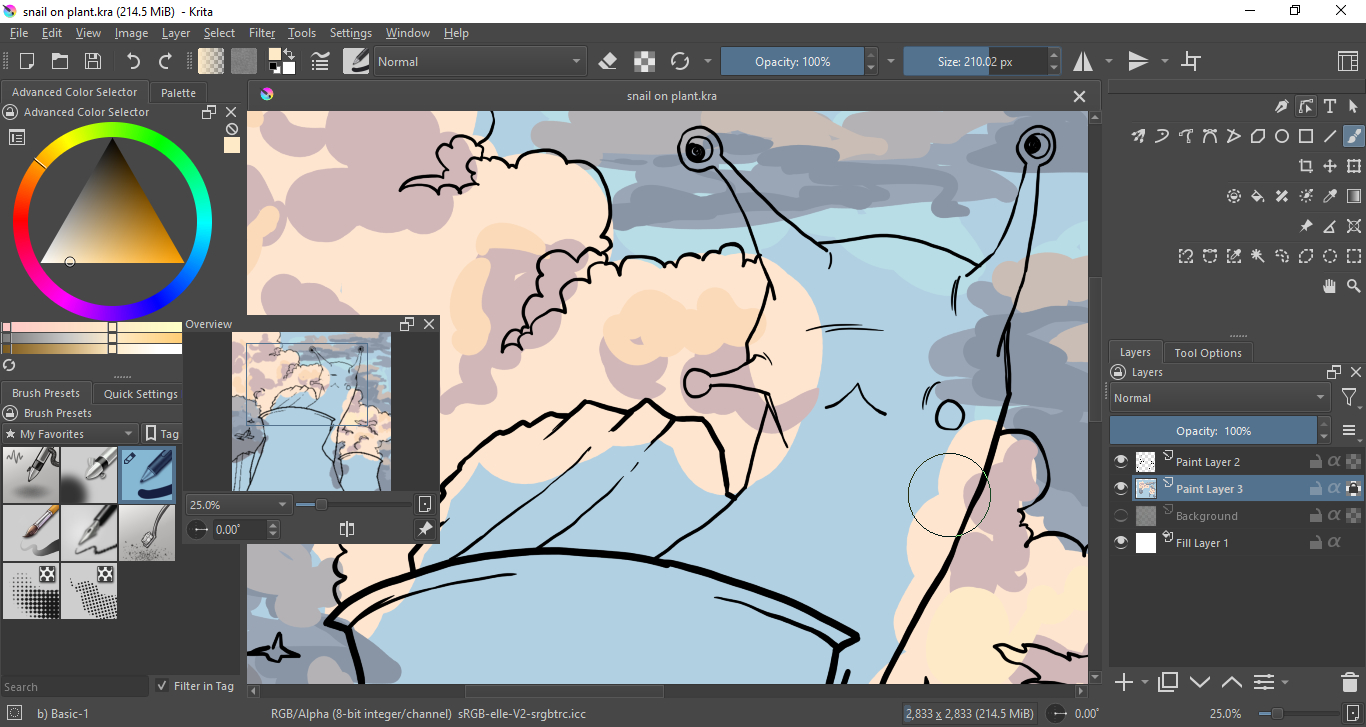 snail on plant.kra (214.5 MiB)  - Krita
File Edit View Image Layer Select Filter Tools Settings Window Help
Normal
Opacity: 100%
Size: 210.02 px
Advanced Color Selector
Palette
Advanced Color Selector
snail on plant.kra
Overview
25.0%
0.00°
Brush Presets
Quick Settings
Brush Presets
My Favorites
Tag
Search
Filter in Tag
Layers
Tool Options
Layers
Normal
Opacity:  100%
Paint Layer 2
Paint Layer 3
Background
Fill Layer 1
b) Basic-1
RGB/Alpha (8-bit integer/channel)  sRGB-elle-V2-srgbtrc.icc
2,833 x 2,833 (214.5 MiB)
0.00°
25.0%